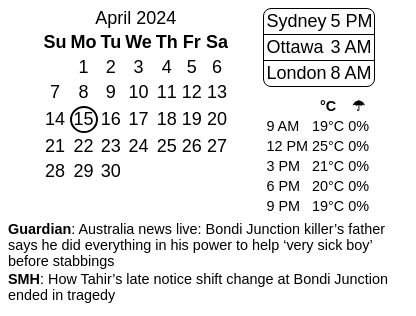 April 2024
Su Mo Tu We Th Fr Sa
1 2 3 4 5 6
7 8 9 10 11 12 13
14 15 16 17 18 19 20
21 22 23 24 25 26 27
28 29 30
Sydney 5 PM
Ottawa 3 AM
London 8 AM
°C ☂
9 AM 19°C 0%
12 PM 25°C 0%
3 PM 21°C 0%
6 PM 20°C 0%
9 PM 19°C 0%
Guardian: Australia news live: Bondi Junction killer’s father
says he did everything in his power to help ‘very sick boy’
before stabbings
SMH: How Tahir’s late notice shift change at Bondi Junction
ended in tragedy